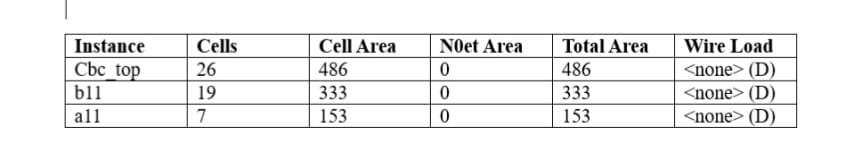 Instance Cells Cell Area N0et Area Total Area Wire Load
Cbc_top 26 486 0 486 <none> (D)
b11 19 333 0 333 <none> (D)
a11 7 153 0 153 <none> (D)